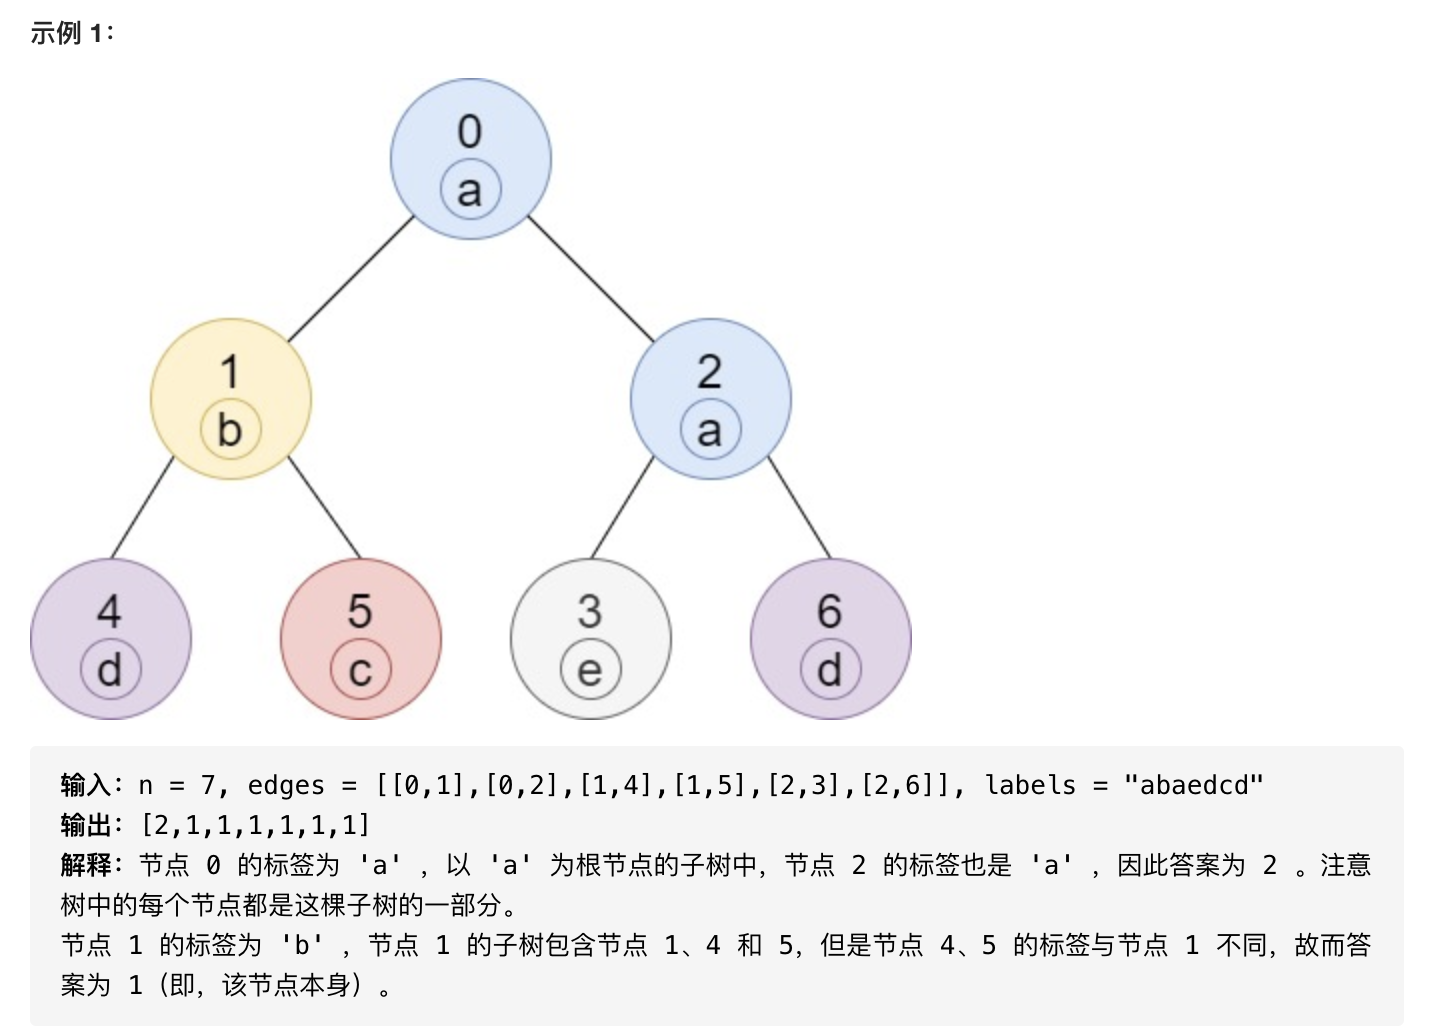 示例 1：
0
a
1
b
2
a
4
d
5
c
3
e
6
d
输入：n = 7, edges = [[0,1],[0,2],[1,4],[1,5],[2,3],[2,6]], labels = "abaedcd"
输出：[2,1,1,1,1,1,1]
解释：节点 0 的标签为 'a' ，以 'a' 为根节点的子树中，节点 2 的标签也是 'a' ，因此答案为 2 。注意
树中的每个节点都是这棵子树的一部分。
节点 1 的标签为 'b' ，节点 1 的子树包含节点 1、4 和 5，但是节点 4、5 的标签与节点 1 不同，故而答
案为 1（即，该节点本身）。